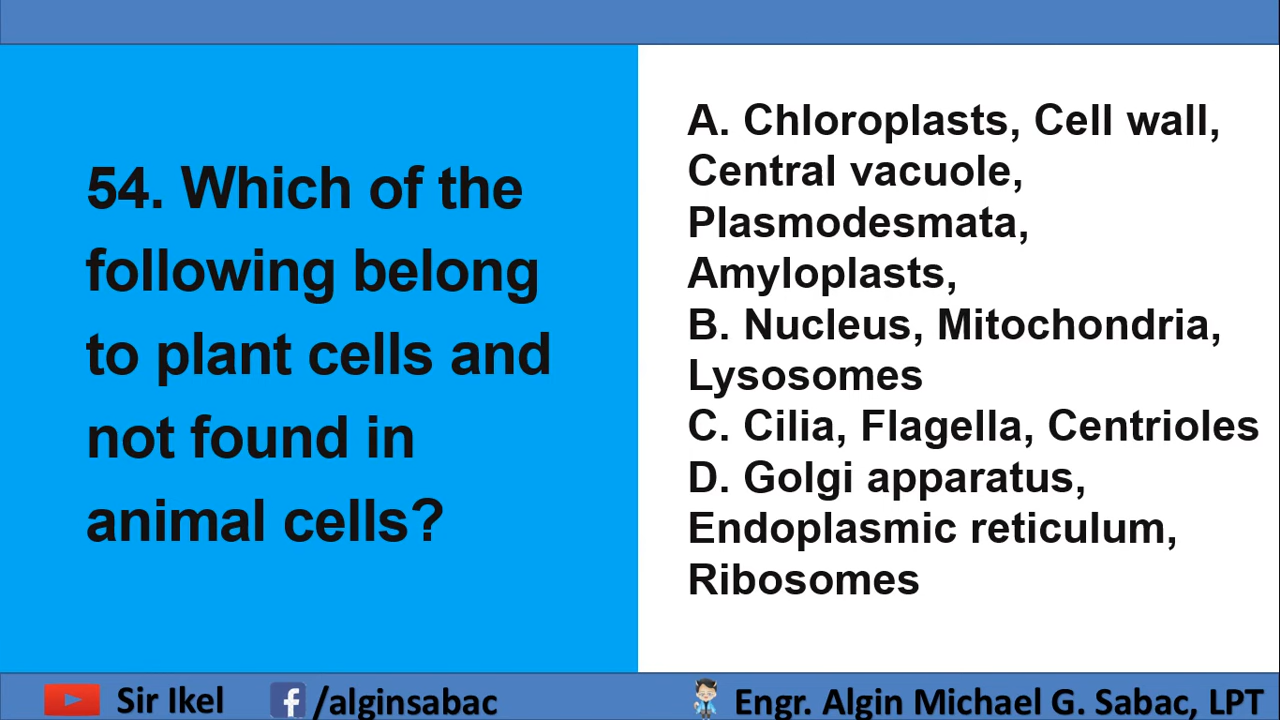 54. Which of the
following belong
to plant cells and
not found in
animal cells?
A. Chloroplasts, Cell wall,
Central vacuole,
Plasmodesmata,
Amyloplasts,
B. Nucleus, Mitochondria,
Lysosomes
C. Cilia, Flagella, Centrioles
D. Golgi apparatus,
Endoplasmic reticulum,
Ribosomes
Sir Ikel
f/alginsabac
Engr. Algin Michael G. Sabac, LPT